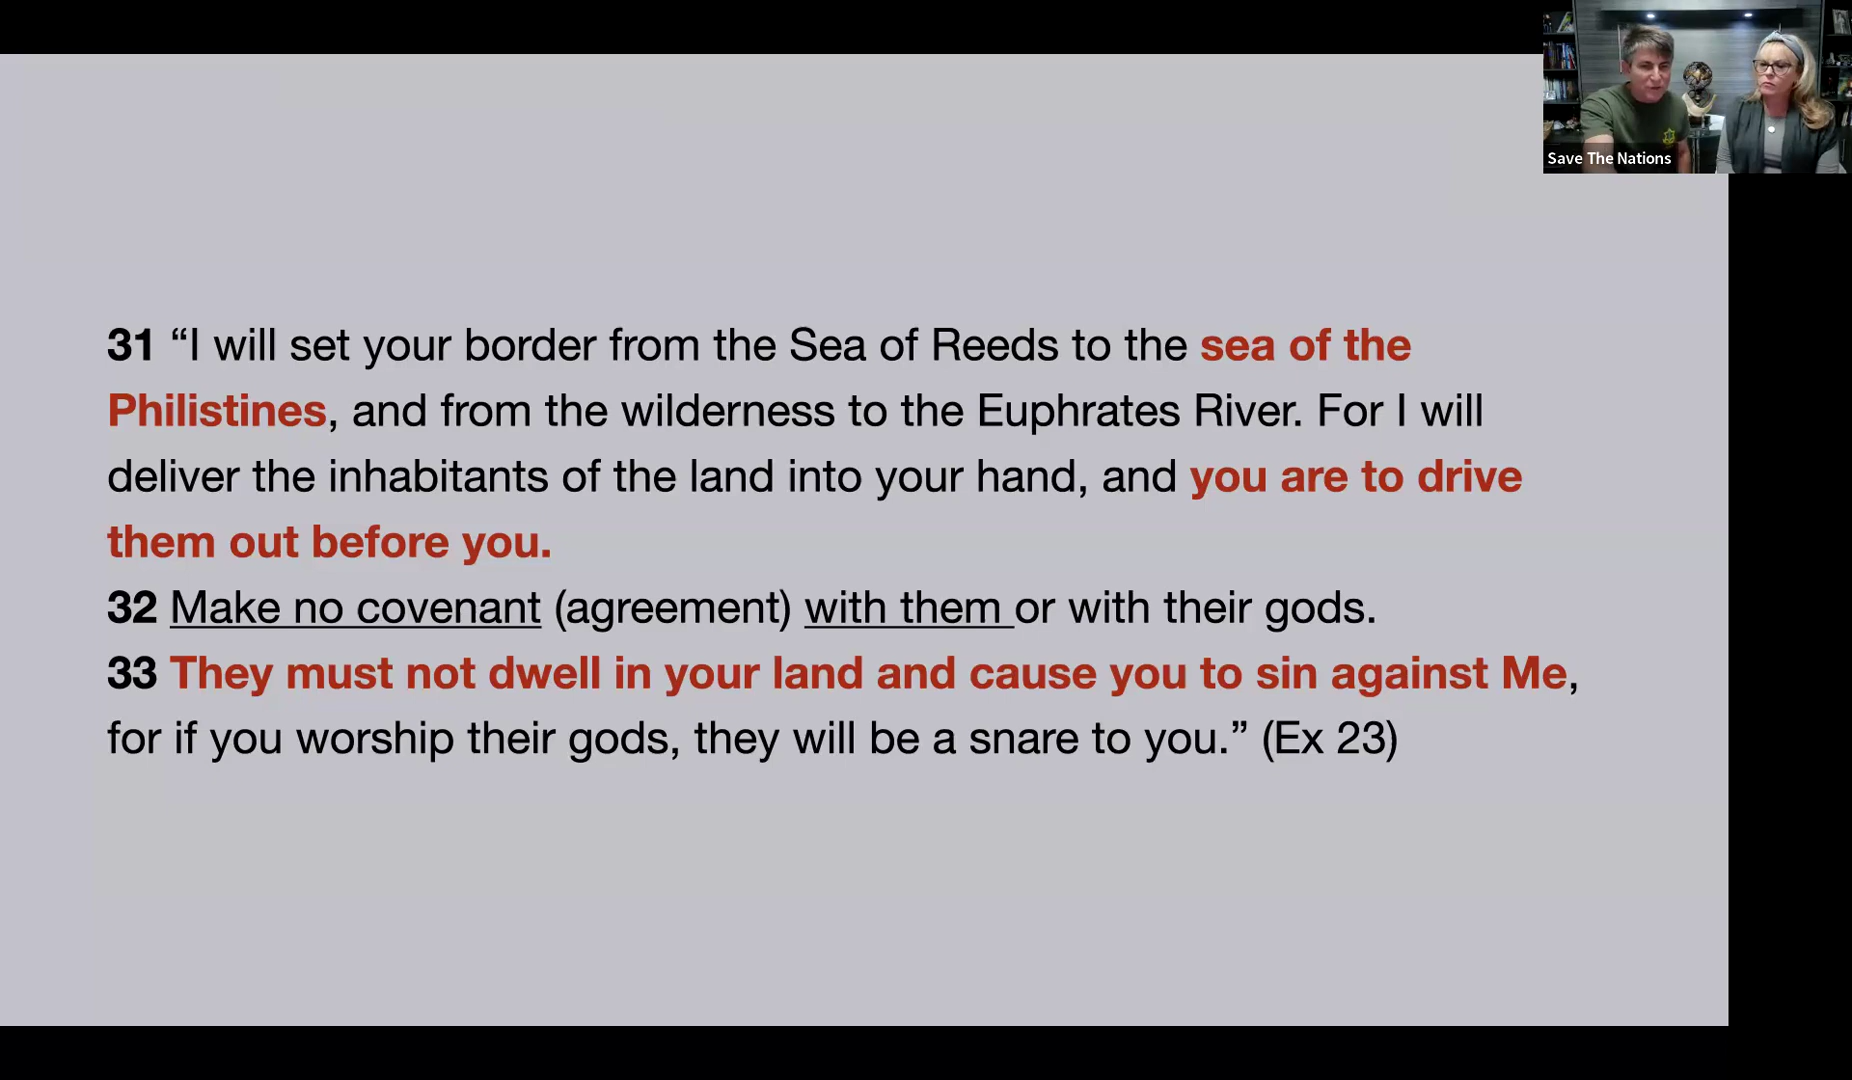 Save The Nations
31 “I will set your border from the Sea of Reeds to the sea of the
Philistines, and from the wilderness to the Euphrates River. For I will
deliver the inhabitants of the land into your hand, and you are to drive
them out before you.
32 Make no covenant (agreement) with them or with their gods.
33 They must not dwell in your land and cause you to sin against Me,
for if you worship their gods, they will be a snare to you.” (Ex 23)